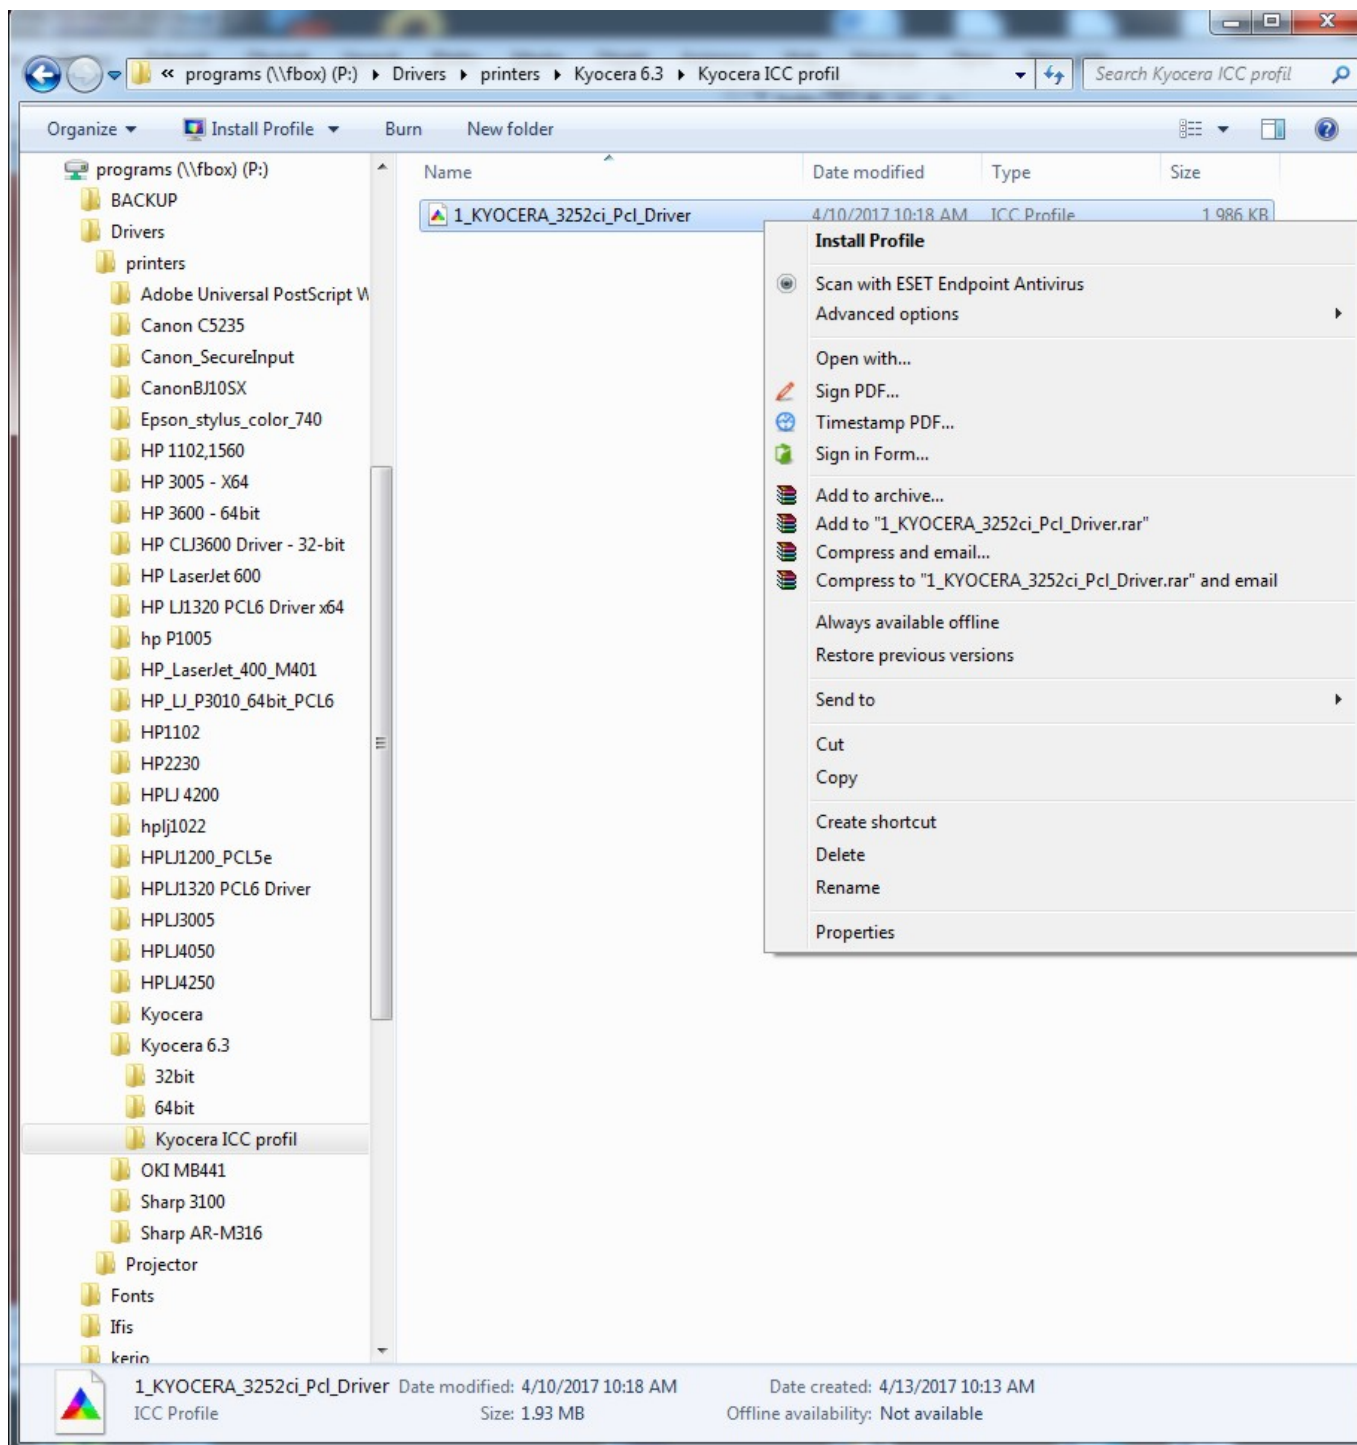 « programs (\\fbox) (P:) ▸ Drivers ▸ printers ▸ Kyocera 6.3 ▸ Kyocera ICC profil
Search Kyocera ICC profil
Organize Install Profile Burn New folder
programs (\\fbox) (P:)
BACKUP
Drivers
printers
Adobe Universal PostScript W
Canon C5235
Canon_SecureInput
CanonBJ10SX
Epson_stylus_color_740
HP 1102,1560
HP 3005 - X64
HP 3600 - 64bit
HP CLJ3600 Driver - 32-bit
HP LaserJet 600
HP LJ1320 PCL6 Driver x64
hp P1005
HP_LaserJet_400_M401
HP_LJ_P3010_64bit_PCL6
HP1102
HP2230
HPLJ 4200
hplj1022
HPLJ1200_PCL5e
HPLJ1320 PCL6 Driver
HPLJ3005
HPLJ4050
HPLJ4250
Kyocera
Kyocera 6.3
32bit
64bit
Kyocera ICC profil
OKI MB441
Sharp 3100
Sharp AR-M316
Projector
Fonts
Ifis
kerio
Name Date modified Type Size
1_KYOCERA_3252ci_Pcl_Driver 4/10/2017 10:18 AM ICC Profile 1 986 KB
Install Profile
Scan with ESET Endpoint Antivirus
Advanced options
Open with...
Sign PDF...
Timestamp PDF...
Sign in Form...
Add to archive...
Add to "1_KYOCERA_3252ci_Pcl_Driver.rar"
Compress and email...
Compress to "1_KYOCERA_3252ci_Pcl_Driver.rar" and email
Always available offline
Restore previous versions
Send to
Cut
Copy
Create shortcut
Delete
Rename
Properties
1_KYOCERA_3252ci_Pcl_Driver Date modified: 4/10/2017 10:18 AM Date created: 4/13/2017 10:13 AM
ICC Profile Size: 1.93 MB Offline availability: Not available